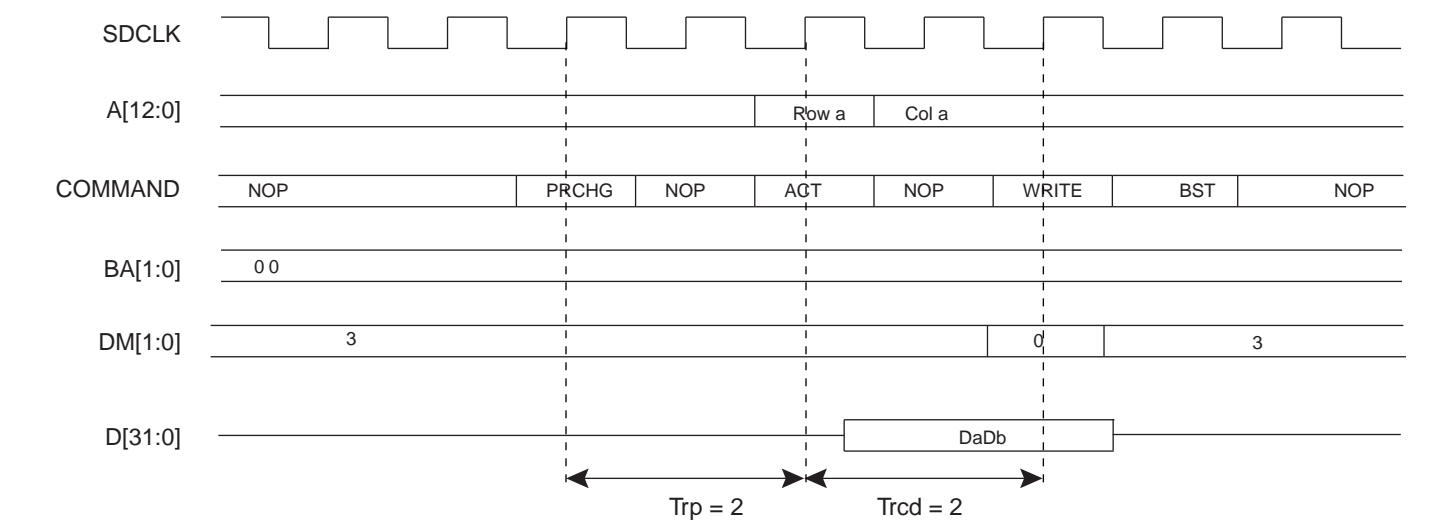 SDCLK
A[12:0] Row a Col a
COMMAND NOP PRCHG NOP ACT NOP WRITE BST NOP
BA[1:0] 0 0
DM[1:0] 3 0 3
D[31:0] DaDb
Trp = 2 Trcd = 2